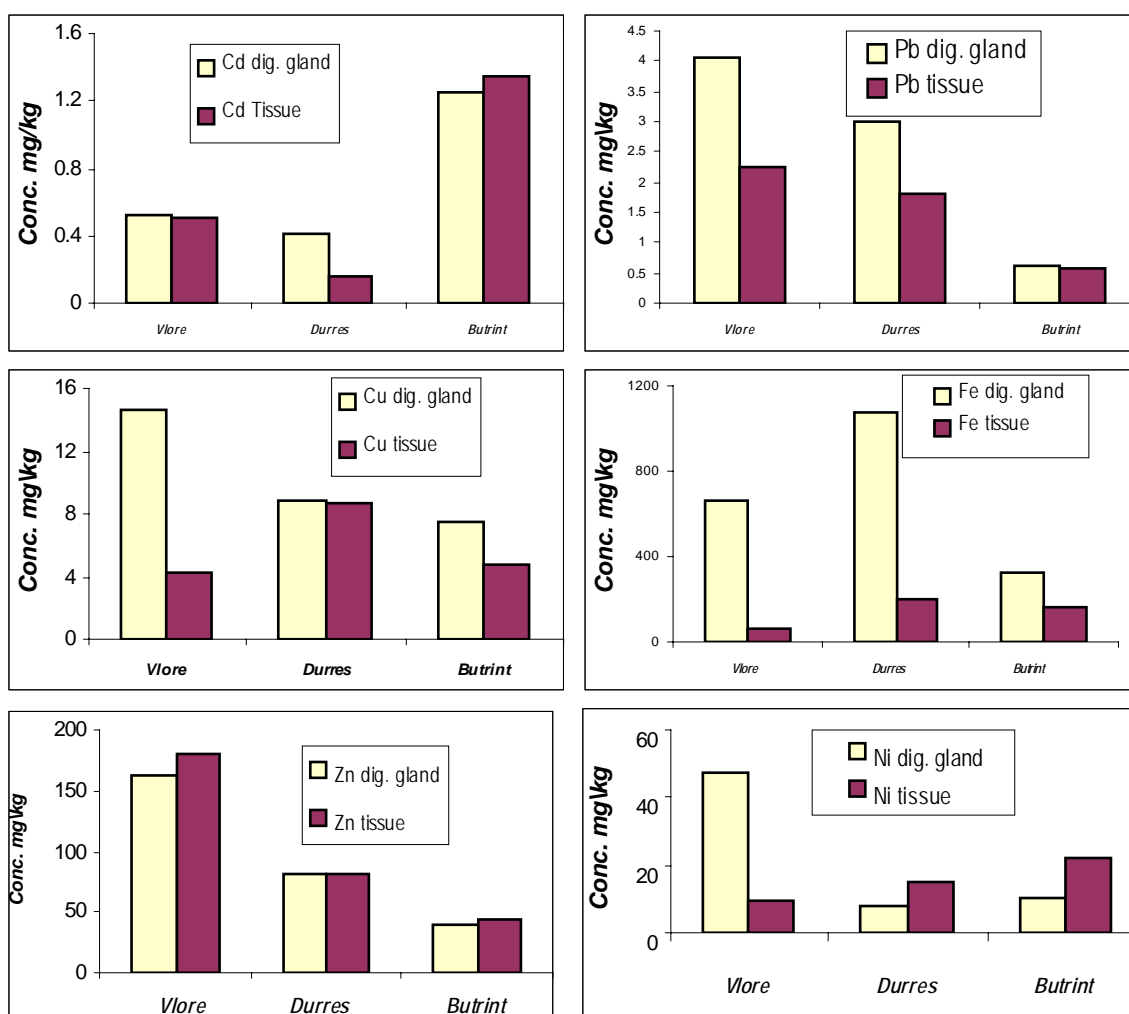 1.6
1.2
0.8
0.4
0
Conc. mg/kg
Cd dig. gland
Cd Tissue
Vlore Durres Butrint
4.5
4
3.5
3
2.5
2
1.5
1
0.5
0
Conc. mg\kg
Pb dig. gland
Pb tissue
Vlore Durres Butrint
16
12
8
4
0
Conc. mg\kg
Cu dig. gland
Cu tissue
Vlore Durres Butrint
1200
800
400
0
Conc. mg\kg
Fe dig. gland
Fe tissue
Vlore Durres Butrint
200
150
100
50
0
Conc. mg\kg
Zn dig. gland
Zn tissue
Vlore Durres Butrint
60
40
20
0
Conc. mg\kg
Ni dig. gland
Ni tissue
Vlore Durres Butrint